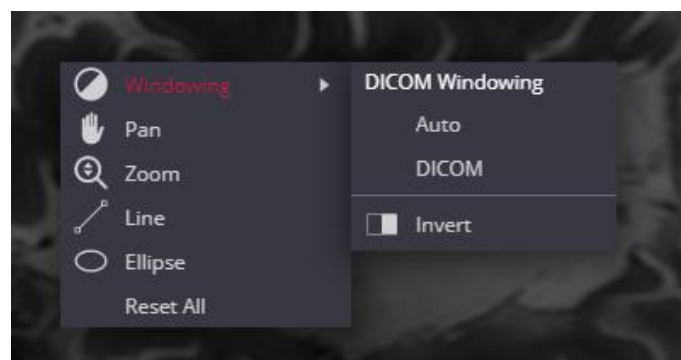 Windowing
Pan
Zoom
Line
Ellipse
Reset All
DICOM Windowing
Auto
DICOM
Invert